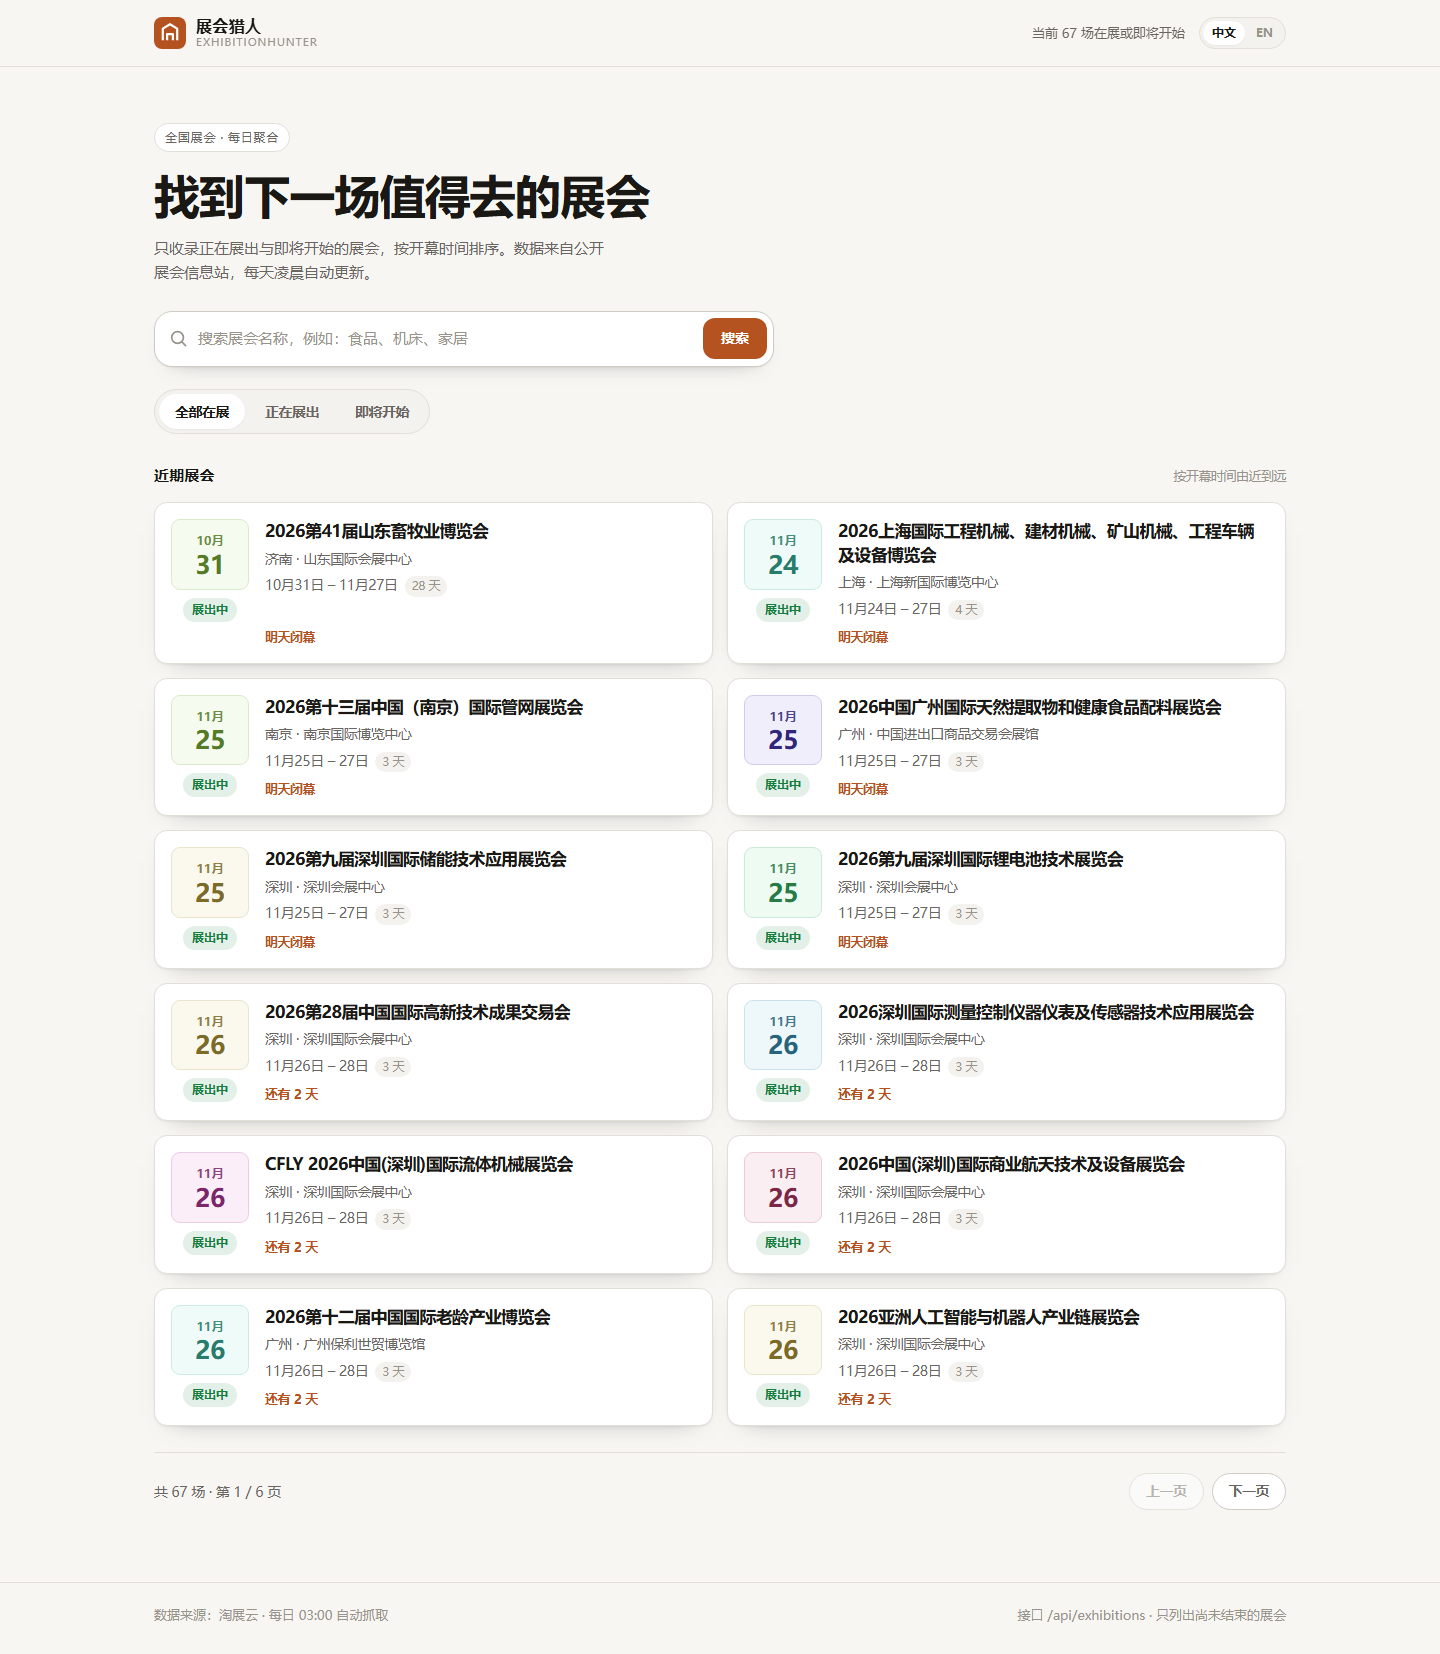 展会猎人
EXHIBITIONHUNTER
当前 67 场在展或即将开始
中文
EN
全国展会 · 每日聚合
找到下一场值得去的展会
只收录正在展出与即将开始的展会，按开幕时间排序。数据来自公开
展会信息站，每天凌晨自动更新。
搜索展会名称，例如：食品、机床、家居
搜索
全部在展
正在展出
即将开始
近期展会
按开幕时间由近到远
10月
31
展出中
2026第41届山东畜牧业博览会
济南 · 山东国际会展中心
10月31日 – 11月27日 28 天
明天闭幕
11月
24
展出中
2026上海国际工程机械、建材机械、矿山机械、工程车辆
及设备博览会
上海 · 上海新国际博览中心
11月24日 – 27日 4 天
明天闭幕
11月
25
展出中
2026第十三届中国（南京）国际管网展览会
南京 · 南京国际博览中心
11月25日 – 27日 3 天
明天闭幕
11月
25
展出中
2026中国广州国际天然提取物和健康食品配料展览会
广州 · 中国进出口商品交易会展馆
11月25日 – 27日 3 天
明天闭幕
11月
25
展出中
2026第九届深圳国际储能技术应用展览会
深圳 · 深圳会展中心
11月25日 – 27日 3 天
明天闭幕
11月
25
展出中
2026第九届深圳国际锂电池技术展览会
深圳 · 深圳会展中心
11月25日 – 27日 3 天
明天闭幕
11月
26
展出中
2026第28届中国国际高新技术成果交易会
深圳 · 深圳国际会展中心
11月26日 – 28日 3 天
还有 2 天
11月
26
展出中
2026深圳国际测量控制仪器仪表及传感器技术应用展览会
深圳 · 深圳国际会展中心
11月26日 – 28日 3 天
还有 2 天
11月
26
展出中
CFLY 2026中国(深圳)国际流体机械展览会
深圳 · 深圳国际会展中心
11月26日 – 28日 3 天
还有 2 天
11月
26
展出中
2026中国(深圳)国际商业航天技术及设备展览会
深圳 · 深圳国际会展中心
11月26日 – 28日 3 天
还有 2 天
11月
26
展出中
2026第十二届中国国际老龄产业博览会
广州 · 广州保利世贸博览馆
11月26日 – 28日 3 天
还有 2 天
11月
26
展出中
2026亚洲人工智能与机器人产业链展览会
深圳 · 深圳国际会展中心
11月26日 – 28日 3 天
还有 2 天
共 67 场 · 第 1 / 6 页
上一页
下一页
数据来源：淘展云 · 每日 03:00 自动抓取
接口 /api/exhibitions · 只列出尚未结束的展会